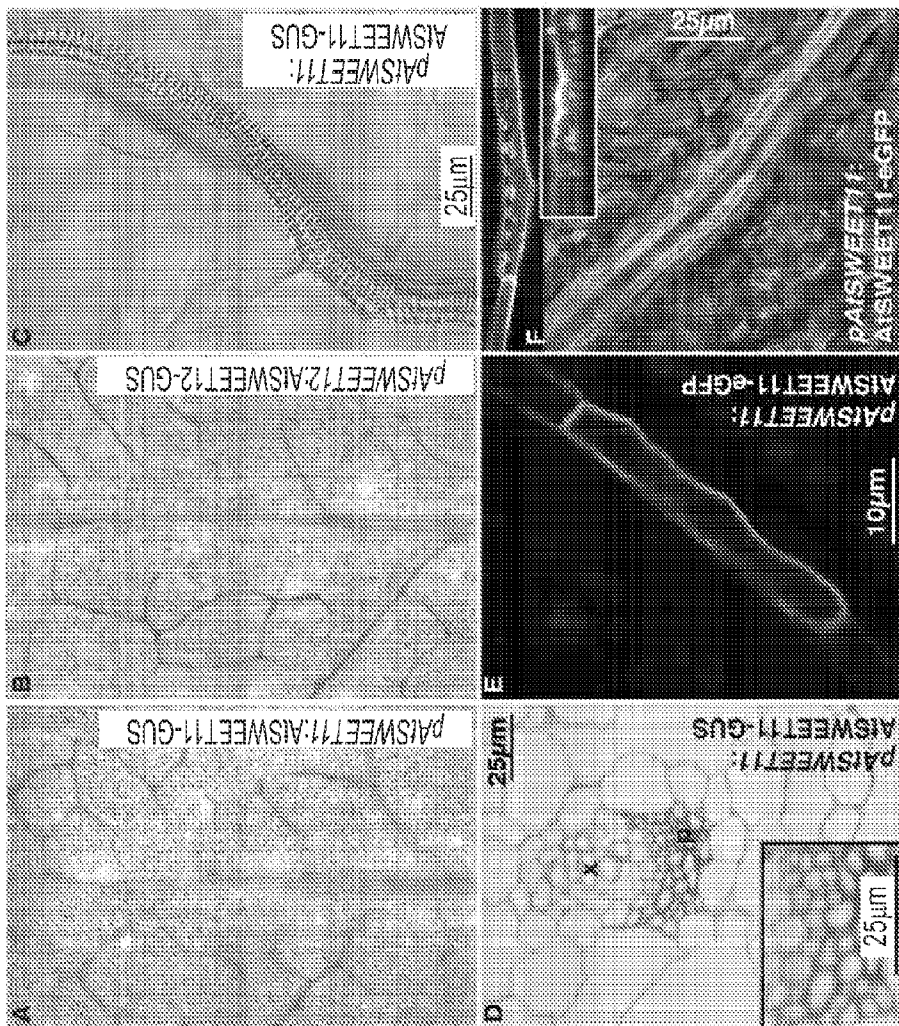 A
pAtSWEET11:AtSWEET11-GUS
B
pAtSWEET12:AtSWEET12-GUS
C
pAtSWEET11:
AtSWEET11-GUS
25μm
D
25μm
pAtSWEET11:
AtSWEET11-GUS
x
p
25μm
E
pAtSWEET11:
AtSWEET11-eGFP
10μm
F
25μm
pAtSWEET11:
AtSWEET11-eGFP